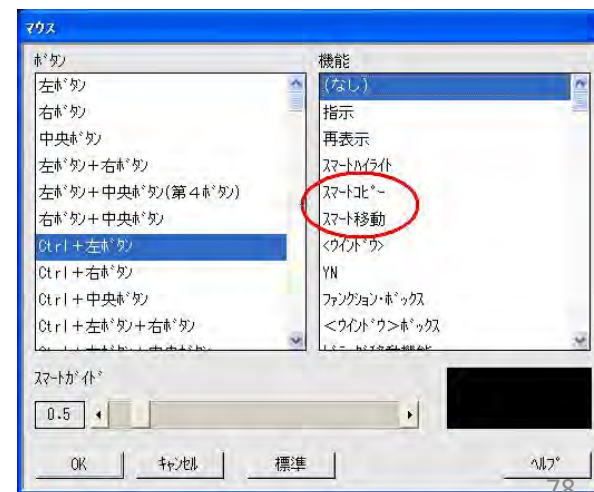 マウス
ボタン
機能
左ボタン
右ボタン
中央ボタン
左ボタン+右ボタン
左ボタン+中央ボタン(第4ボタン)
右ボタン+中央ボタン
Ctrl+左ボタン
Ctrl+右ボタン
Ctrl+中央ボタン
Ctrl+左ボタン+右ボタン
(なし)
指示
再表示
スマートハイライト
スマートコピー
スマート移動
<ウインドウ>
YN
ファンクション・ボックス
<ウインドウ>ボックス
スマートガイド
0.5
OK
キャンセル
標準
ヘルプ
78